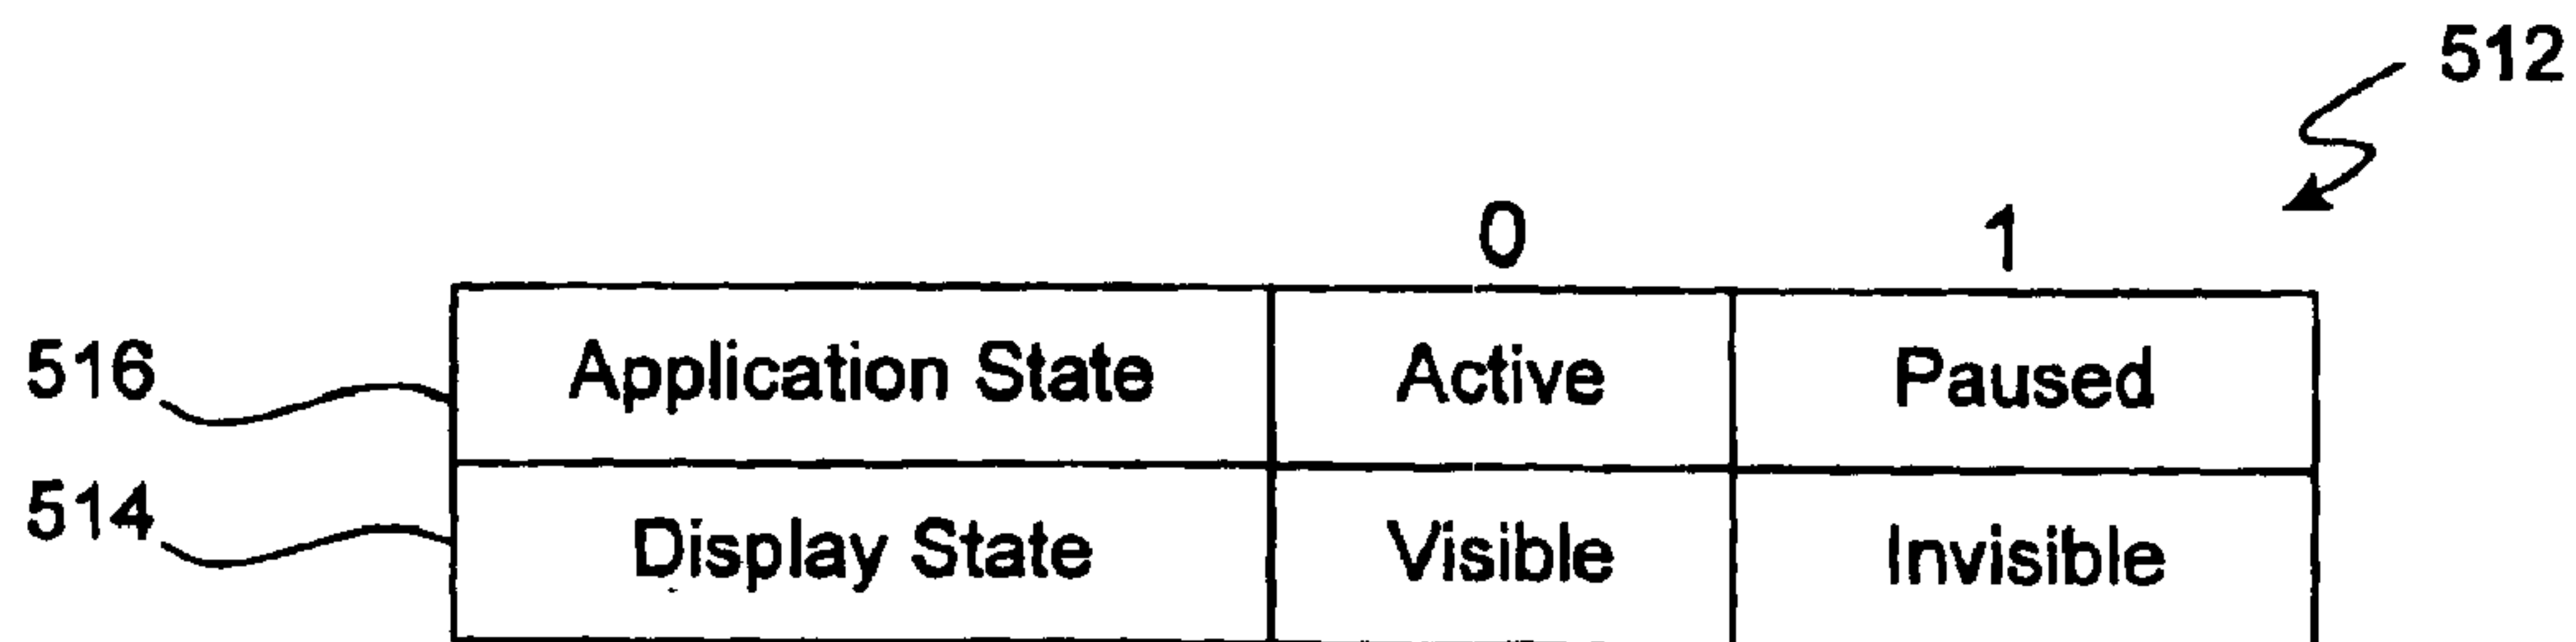 512
0 1
516 Application State Active Paused
514 Display State Visible Invisible